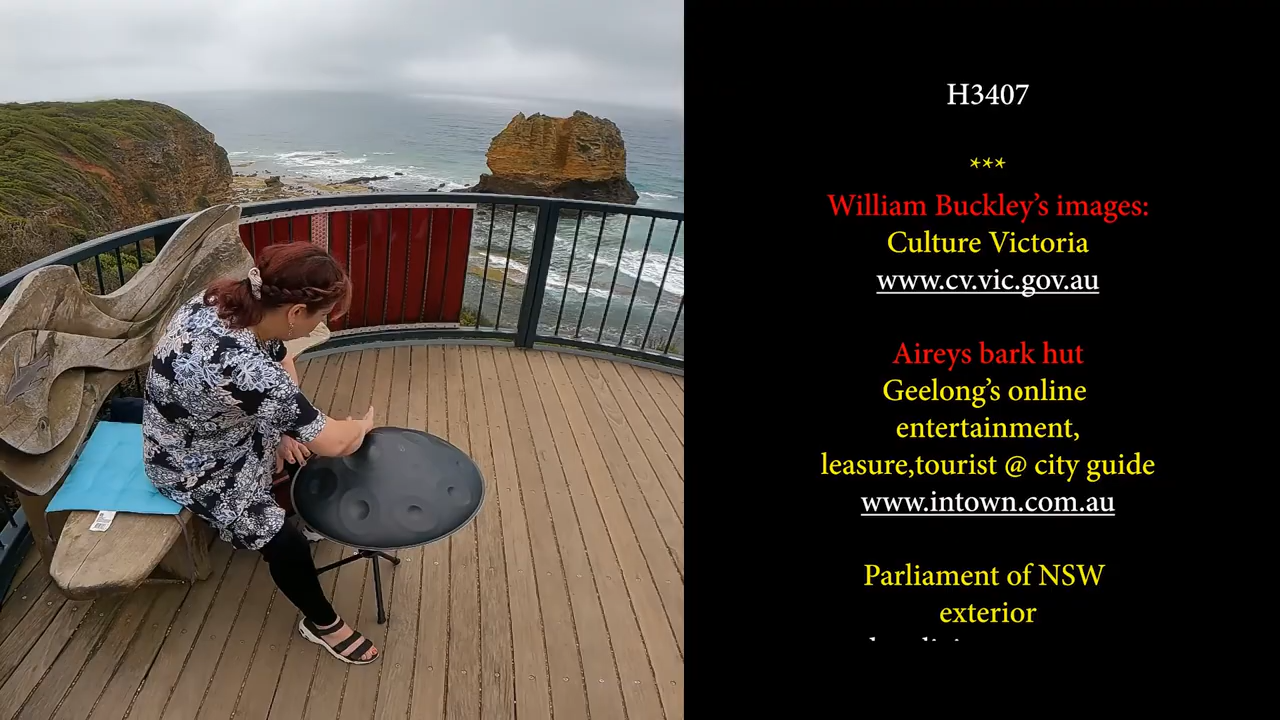 H3407
***
William Buckley's images:
Culture Victoria
www.cv.vic.gov.au
Aireys bark hut
Geelong's online
entertainment,
leasure,tourist @ city guide
www.intown.com.au
Parliament of NSW
exterior